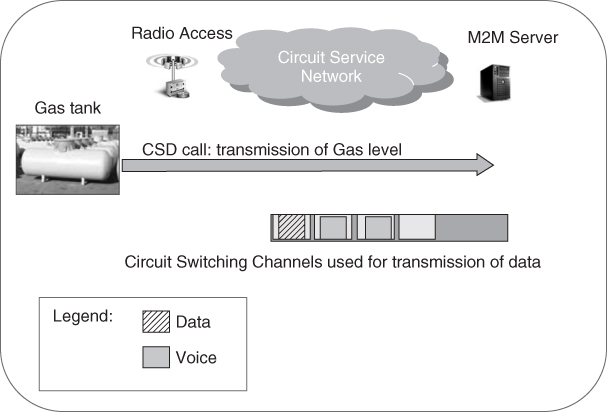 Radio Access
Circuit Service
Network
M2M Server
Gas tank
CSD call: transmission of Gas level
Circuit Switching Channels used for transmission of data
Legend:
Data
Voice